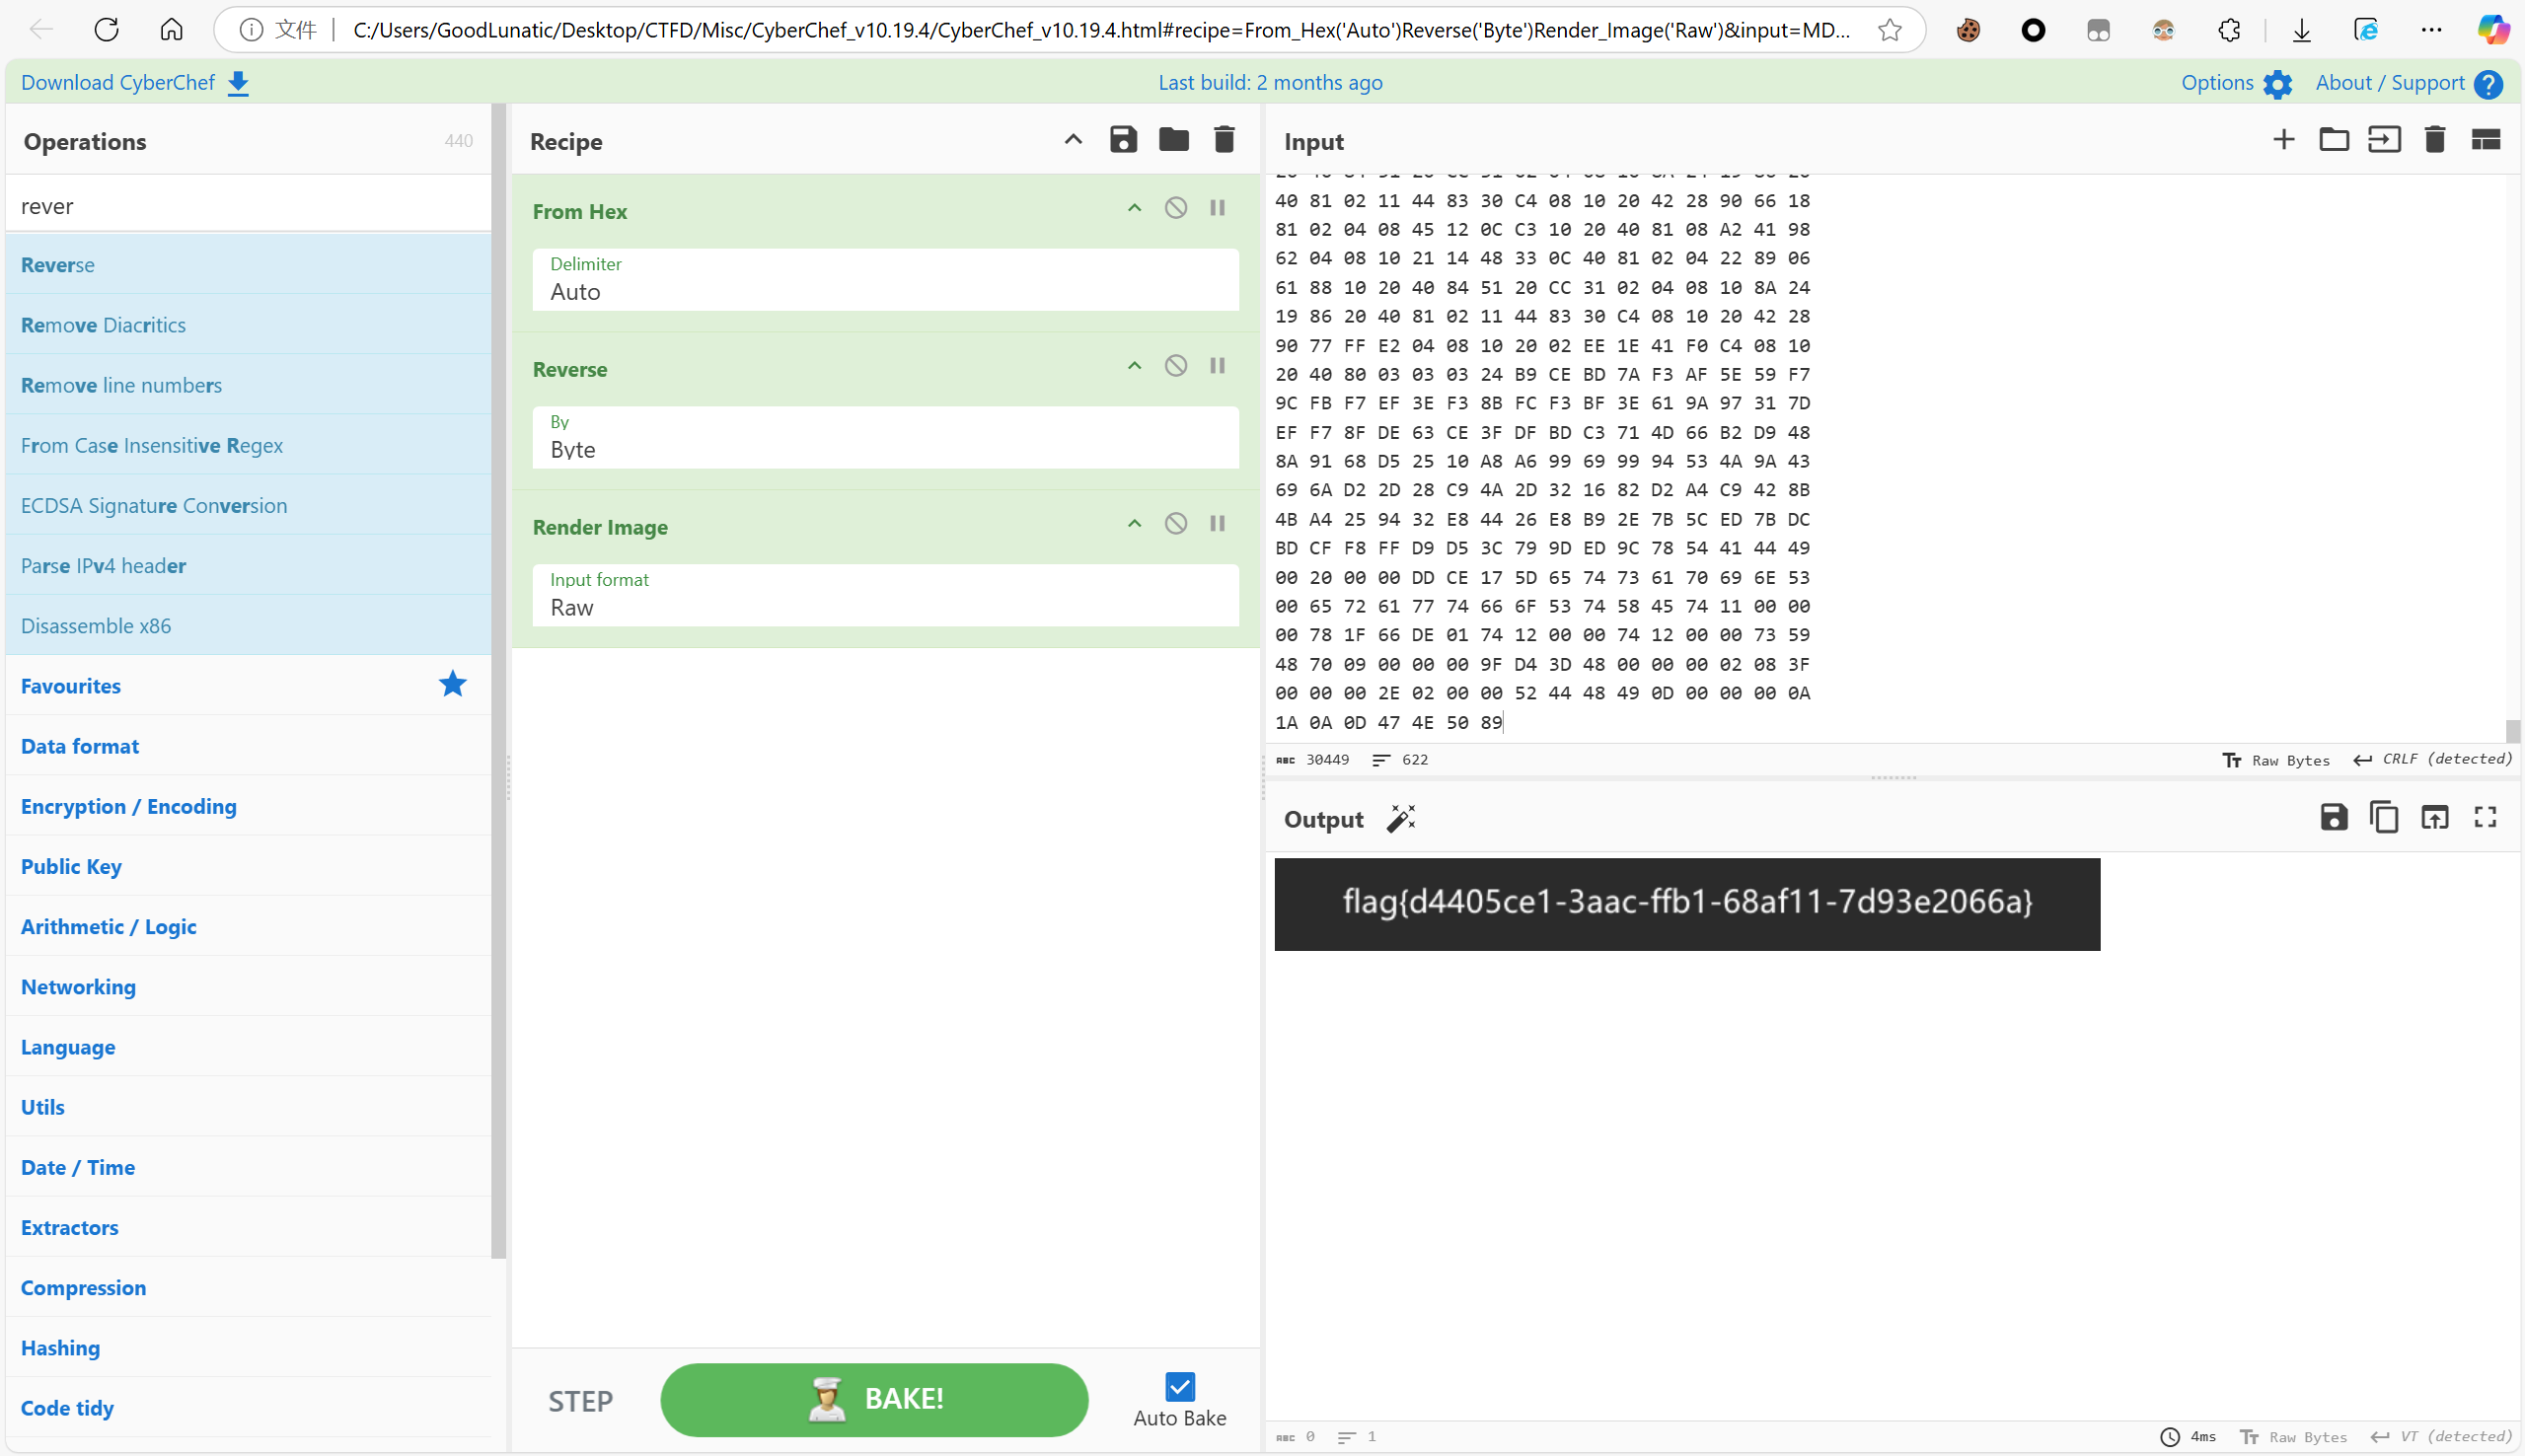 文件
C:/Users/GoodLunatic/Desktop/CTFD/Misc/CyberChef_v10.19.4/CyberChef_v10.19.4.html#recipe=From_Hex('Auto')Reverse('Byte')Render_Image('Raw')&input=MD...
Download CyberChef
Last build: 2 months ago
Options
About / Support
Operations
440
rever
Reverse
Remove Diacritics
Remove line numbers
From Case Insensitive Regex
ECDSA Signature Conversion
Parse IPv4 header
Disassemble x86
Favourites
Data format
Encryption / Encoding
Public Key
Arithmetic / Logic
Networking
Language
Utils
Date / Time
Extractors
Compression
Hashing
Code tidy
Recipe
From Hex
Delimiter
Auto
Reverse
By
Byte
Render Image
Input format
Raw
STEP
BAKE!
Auto Bake
Input
40 81 02 11 44 83 30 C4 08 10 20 42 28 90 66 18
81 02 04 08 45 12 0C C3 10 20 40 81 08 A2 41 98
62 04 08 10 21 14 48 33 0C 40 81 02 04 22 89 06
61 88 10 20 40 84 51 20 CC 31 02 04 08 10 8A 24
19 86 20 40 81 02 11 44 83 30 C4 08 10 20 42 28
90 77 FF E2 04 08 10 20 02 EE 1E 41 F0 C4 08 10
20 40 80 03 03 03 24 B9 CE BD 7A F3 AF 5E 59 F7
9C FB F7 EF 3E F3 8B FC F3 BF 3E 61 9A 97 31 7D
EF F7 8F DE 63 CE 3F DF BD C3 71 4D 66 B2 D9 48
8A 91 68 D5 25 10 A8 A6 99 69 99 94 53 4A 9A 43
69 6A D2 2D 28 C9 4A 2D 32 16 82 D2 A4 C9 42 8B
4B A4 25 94 32 E8 44 26 E8 B9 2E 7B 5C ED 7B DC
BD CF F8 FF D9 D5 3C 79 9D ED 9C 78 54 41 44 49
00 20 00 00 DD CE 17 5D 65 74 73 61 70 69 6E 53
00 65 72 61 77 74 66 6F 53 74 58 45 74 11 00 00
00 78 1F 66 DE 01 74 12 00 00 74 12 00 00 73 59
48 70 09 00 00 00 9F D4 3D 48 00 00 00 02 08 3F
00 00 00 2E 02 00 00 52 44 48 49 0D 00 00 00 0A
1A 0A 0D 47 4E 50 89
30449
622
Raw Bytes
CRLF (detected)
Output
flag{d4405ce1-3aac-ffb1-68af11-7d93e2066a}
0
1
4ms
Raw Bytes
VT (detected)